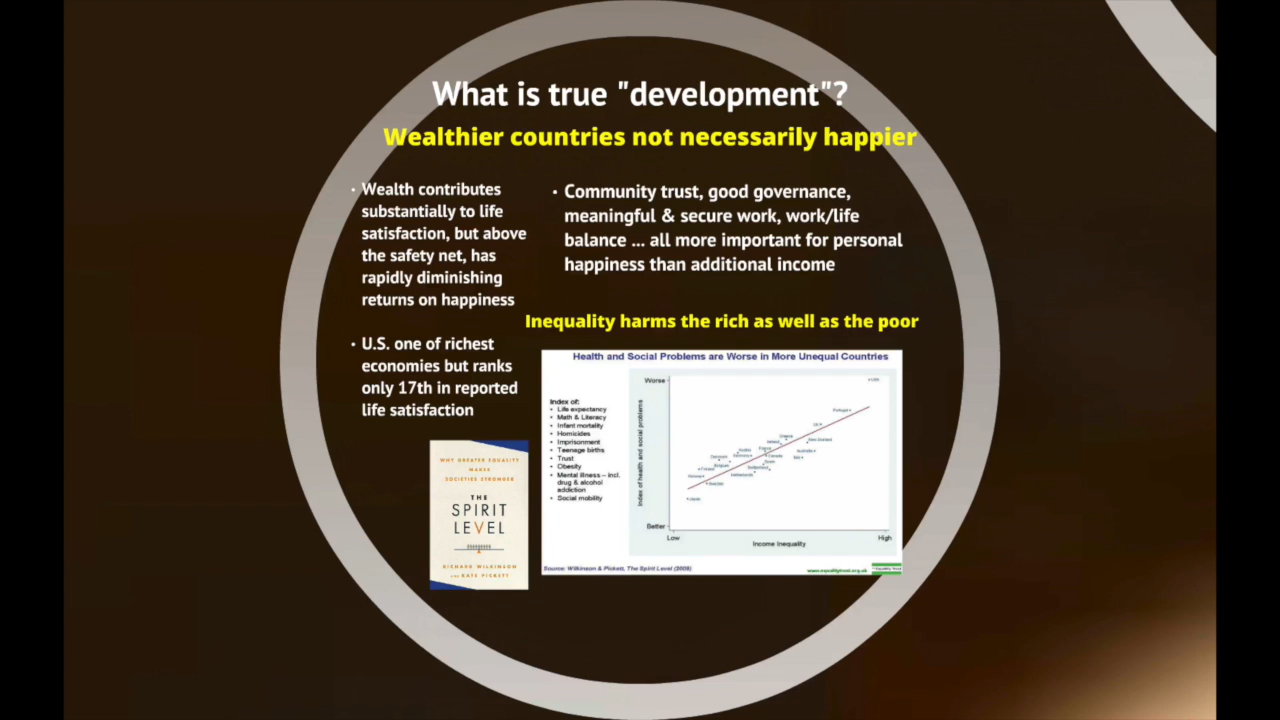 What is true "development"?
Wealthier countries not necessarily happier
· Wealth contributes
substantially to life
satisfaction, but above
the safety net, has
rapidly diminishing
returns on happiness
· U.S. one of richest
economies but ranks
only 17th in reported
life satisfaction
· Community trust, good governance,
meaningful & secure work, work/life
balance ... all more important for personal
happiness than additional income
Inequality harms the rich as well as the poor
WHY GREATER EQUALITY
MAKES
SOCIETIES STRONGER
THE
SPIRIT
LEVEL
RICHARD WILKINSON
AND KATE PICKETT
Health and Social Problems are Worse in More Unequal Countries
Index of:
• Life expectancy
• Math & Literacy
• Infant mortality
• Homicides
• Imprisonment
• Teenage births
• Trust
• Obesity
• Mental illness – incl.
drug & alcohol
addiction
• Social mobility
Index of health and social problems
Worse
Better
USA
Portugal
UK
Greece
New Zealand
Ireland
Austria
France
Australia
Denmark
Germany
Canada
Italy
Belgium
Spain
Finland
Switzerland
Norway
Netherlands
Sweden
Japan
Low
High
Income Inequality
Source: Wilkinson & Pickett, The Spirit Level (2009)
www.equalitytrust.org.uk
Equality Trust